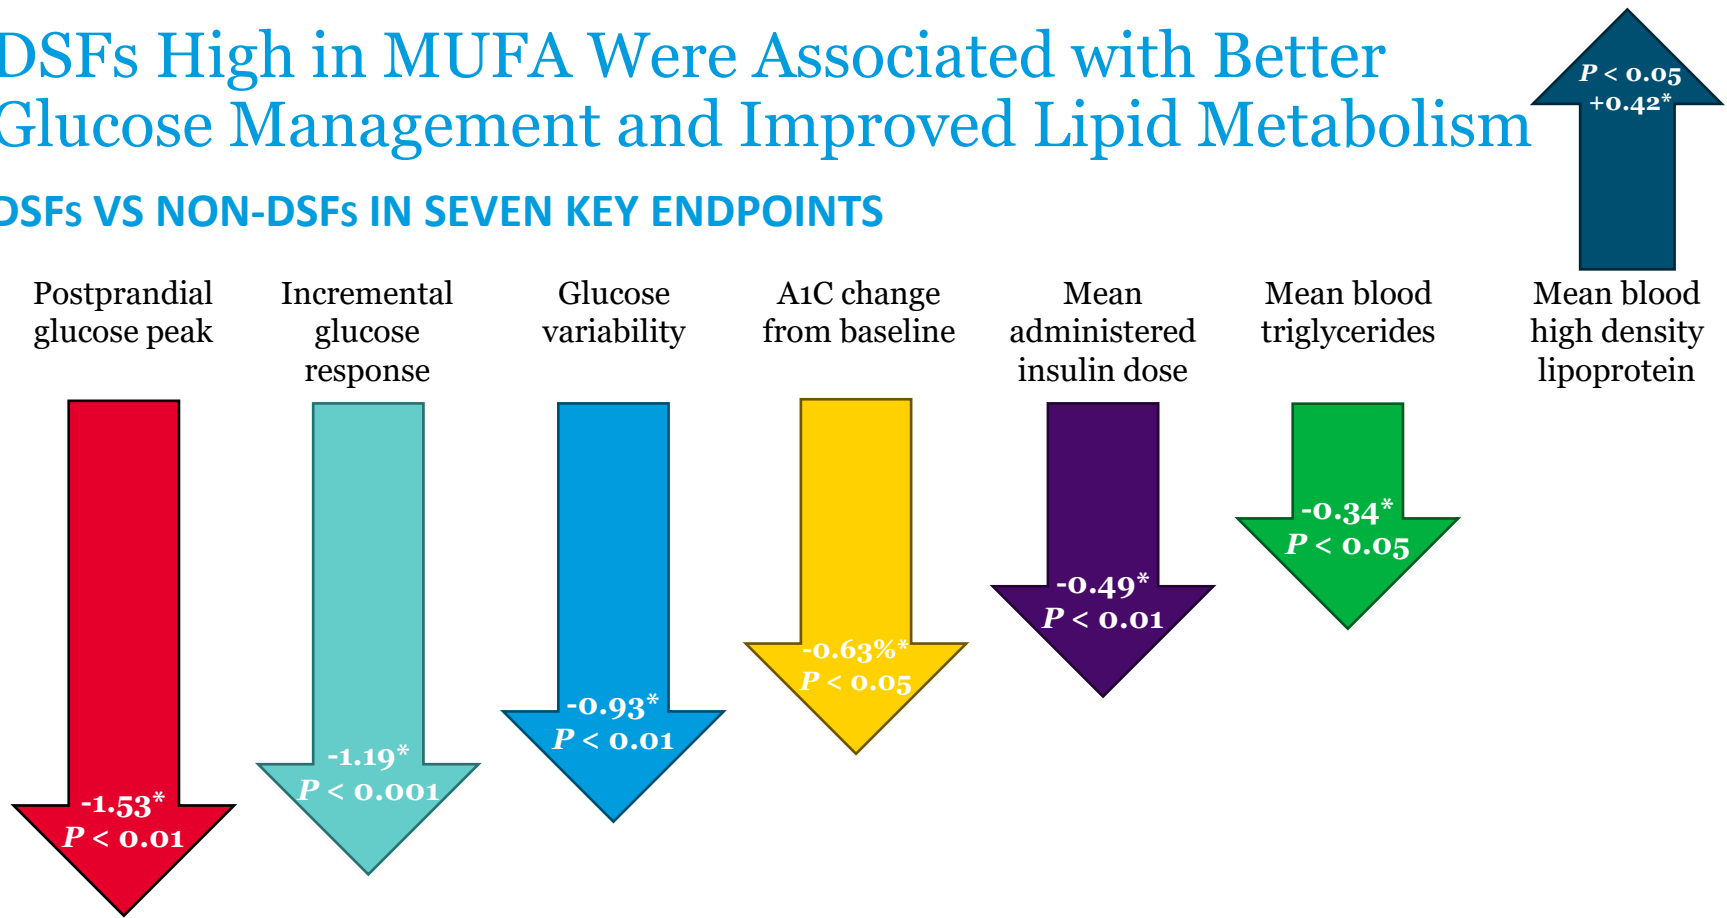 DSFs High in MUFA Were Associated with Better
Glucose Management and Improved Lipid Metabolism
DSFs VS NON-DSFs IN SEVEN KEY ENDPOINTS
P < 0.05
+0.42*
Postprandial
glucose peak
Incremental
glucose
response
Glucose
variability
A1C change
from baseline
Mean
administered
insulin dose
Mean blood
triglycerides
Mean blood
high density
lipoprotein
-1.53*
P < 0.01
-1.19*
P < 0.001
-0.93*
P < 0.01
-0.63%*
P < 0.05
-0.49*
P < 0.01
-0.34*
P < 0.05